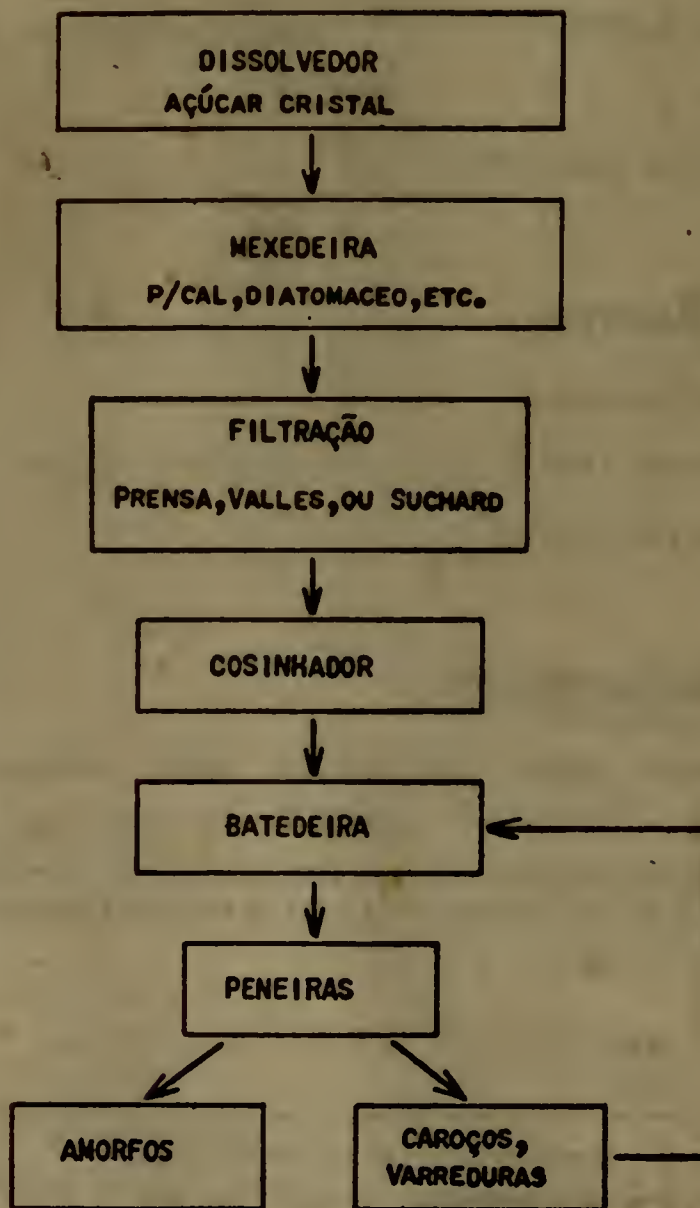 DISSOLVEDOR
AÇÚCAR CRISTAL
MEXEDEIRA
P/CAL,DIATOMACEO,ETC.
FILTRAÇÃO
PRENSA,VALLES,OU SUCHARD
COSINHADOR
BATEDEIRA
PENEIRAS
AMORFOS
CAROÇOS,
VARREDURAS